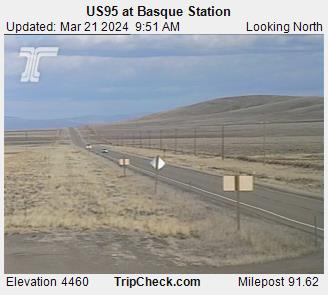 US95 at Basque Station
Updated: Mar 21 2024 9:51 AM Looking North
Elevation 4460 TripCheck.com Milepost 91.62